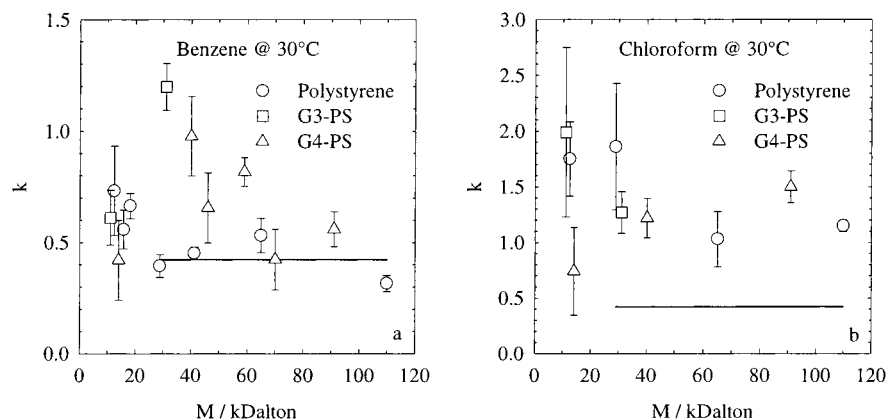 Benzene @ 30°C
Polystyrene
G3-PS
G4-PS
k
1.5
1.0
0.5
0.0
0 20 40 60 80 100 120
M / kDalton
a
Chloroform @ 30°C
Polystyrene
G3-PS
G4-PS
k
3.0
2.5
2.0
1.5
1.0
0.5
0.0
0 20 40 60 80 100 120
M / kDalton
b